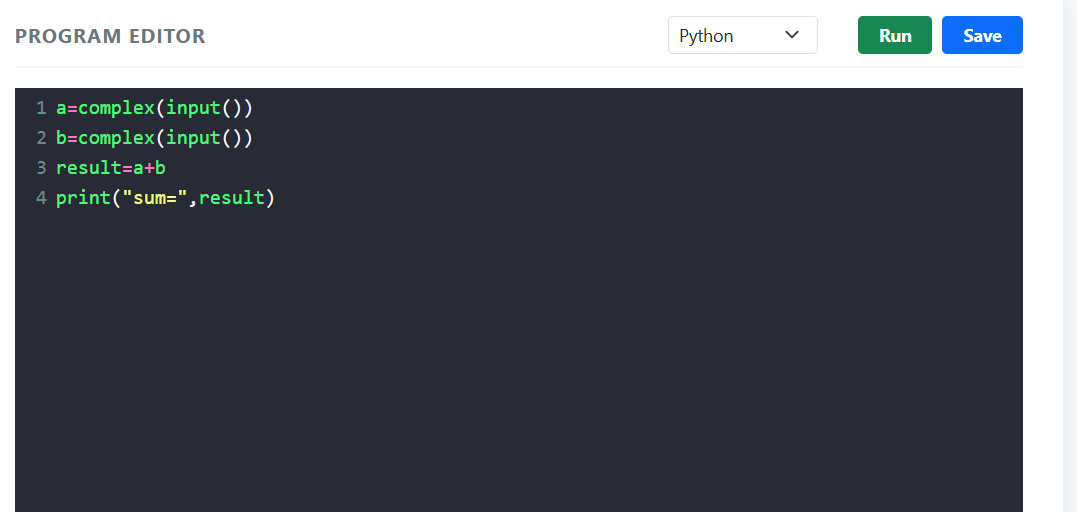 PROGRAM EDITOR
Python
Run
Save
1 a=complex(input())
2 b=complex(input())
3 result=a+b
4 print("sum=",result)